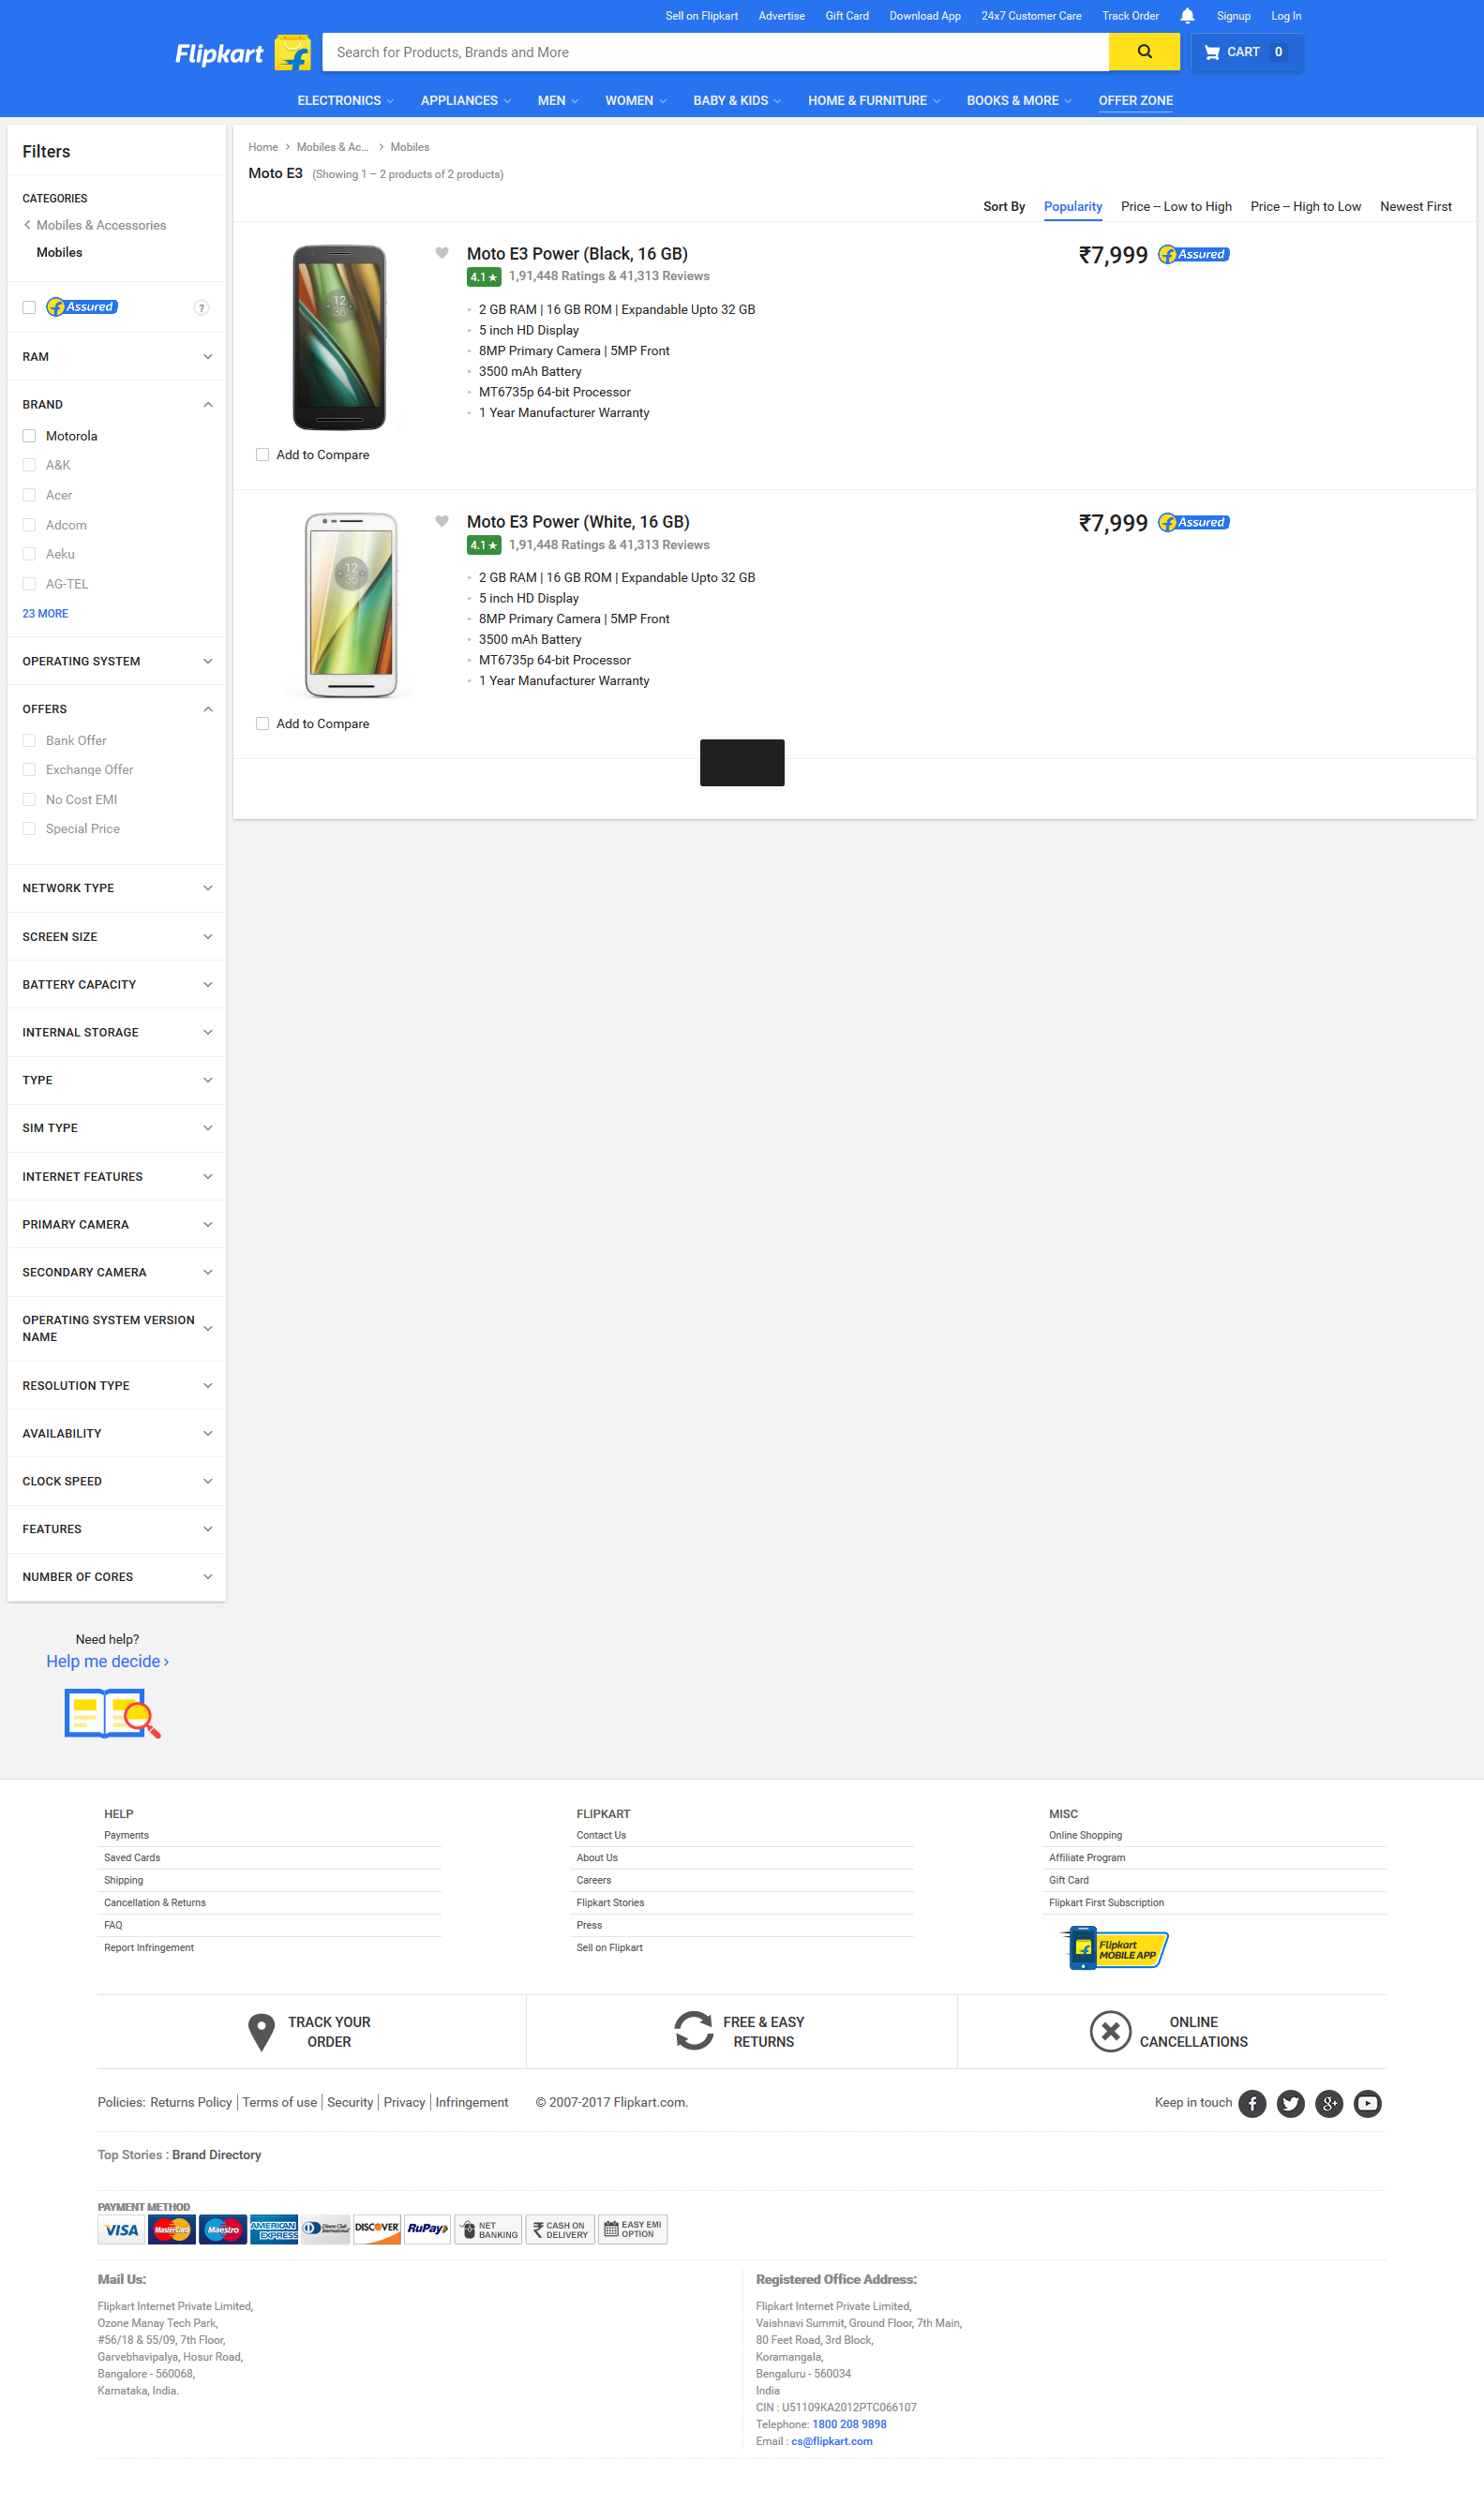 Sell on Flipkart Advertise Gift Card Download App 24x7 Customer Care Track Order Signup Log In
Flipkart
Search for Products, Brands and More
CART 0
ELECTRONICS APPLIANCES MEN WOMEN BABY & KIDS HOME & FURNITURE BOOKS & MORE OFFER ZONE
Filters
CATEGORIES
Mobiles & Accessories
Mobiles
Assured ?
RAM
BRAND
Motorola
A&K
Acer
Adcom
Aeku
AG-TEL
23 MORE
OPERATING SYSTEM
OFFERS
Bank Offer
Exchange Offer
No Cost EMI
Special Price
NETWORK TYPE
SCREEN SIZE
BATTERY CAPACITY
INTERNAL STORAGE
TYPE
SIM TYPE
INTERNET FEATURES
PRIMARY CAMERA
SECONDARY CAMERA
OPERATING SYSTEM VERSION
NAME
RESOLUTION TYPE
AVAILABILITY
CLOCK SPEED
FEATURES
NUMBER OF CORES
Need help?
Help me decide
Home Mobiles & Ac... Mobiles
Moto E3 (Showing 1 – 2 products of 2 products)
Sort By Popularity Price -- Low to High Price -- High to Low Newest First
12
36
Moto E3 Power (Black, 16 GB)
4.1★ 1,91,448 Ratings & 41,313 Reviews
2 GB RAM | 16 GB ROM | Expandable Upto 32 GB
5 inch HD Display
8MP Primary Camera | 5MP Front
3500 mAh Battery
MT6735p 64-bit Processor
1 Year Manufacturer Warranty
₹7,999 Assured
Add to Compare
12
36
Moto E3 Power (White, 16 GB)
4.1★ 1,91,448 Ratings & 41,313 Reviews
2 GB RAM | 16 GB ROM | Expandable Upto 32 GB
5 inch HD Display
8MP Primary Camera | 5MP Front
3500 mAh Battery
MT6735p 64-bit Processor
1 Year Manufacturer Warranty
₹7,999 Assured
Add to Compare
HELP
Payments
Saved Cards
Shipping
Cancellation & Returns
FAQ
Report Infringement
FLIPKART
Contact Us
About Us
Careers
Flipkart Stories
Press
Sell on Flipkart
MISC
Online Shopping
Affiliate Program
Gift Card
Flipkart First Subscription
Flipkart
MOBILE APP
TRACK YOUR
ORDER
FREE & EASY
RETURNS
ONLINE
CANCELLATIONS
Policies: Returns Policy Terms of use Security Privacy Infringement © 2007-2017 Flipkart.com.
Keep in touch
Top Stories : Brand Directory
PAYMENT METHOD
VISA
MasterCard
Maestro
AMERICAN
EXPRESS
Diners Club
International
DISCOVER
RuPay
NET
BANKING
CASH ON
DELIVERY
EASY EMI
OPTION
Mail Us:
Flipkart Internet Private Limited,
Ozone Manay Tech Park,
#56/18 & 55/09, 7th Floor,
Garvebhavipalya, Hosur Road,
Bangalore - 560068,
Karnataka, India.
Registered Office Address:
Flipkart Internet Private Limited,
Vaishnavi Summit, Ground Floor, 7th Main,
80 Feet Road, 3rd Block,
Koramangala,
Bengaluru - 560034
India
CIN : U51109KA2012PTC066107
Telephone: 1800 208 9898
Email : cs@flipkart.com